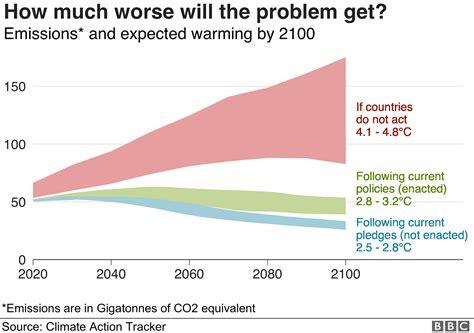 How much worse will the problem get?
Emissions* and expected warming by 2100
150
100
50
0
2020
2040
2060
2080
2100
If countries
do not act
4.1 - 4.8°C
Following current
policies (enacted)
2.8 - 3.2°C
Following current
pledges (not enacted)
2.5 - 2.8°C
*Emissions are in Gigatonnes of CO2 equivalent
Source: Climate Action Tracker
BBC